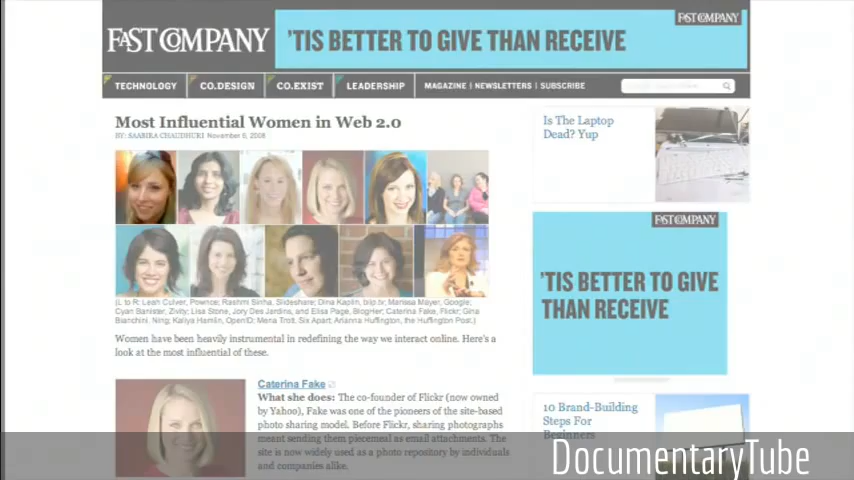 FAST COMPANY
'TIS BETTER TO GIVE THAN RECEIVE
FAST COMPANY
TECHNOLOGY CO.DESIGN CO.EXIST LEADERSHIP MAGAZINE | NEWSLETTERS | SUBSCRIBE
Most Influential Women in Web 2.0
BY: SAABIRA CHAUDHURI November 6, 2008
Is The Laptop
Dead? Yup
FAST COMPANY
'TIS BETTER TO GIVE
THAN RECEIVE
(L to R: Leah Culver, Pownce; Rashmi Sinha, Slideshare; Dina Kaplin, blip.tv; Marissa Mayer, Google;
Cyan Banister, Zivity; Lisa Stone, Jory Des Jardins, and Elisa Page, BlogHer; Caterina Fake, Flickr; Gina
Bianchini, Ning; Kaliya Hamlin, OpenID; Mena Trott, Six Apart, Arianna Huffington, the Huffington Post.)
Women have been heavily instrumental in redefining the way we interact online. Here's a
look at the most influential of these.
Caterina Fake
What she does: The co-founder of Flickr (now owned
by Yahoo), Fake was one of the pioneers of the site-based
photo sharing model. Before Flickr, sharing photographs
meant sending them piecemeal as email attachments. The
site is now widely used as a photo repository by individuals
and companies alike.
10 Brand-Building
Steps For
Beginners
DocumentaryTube